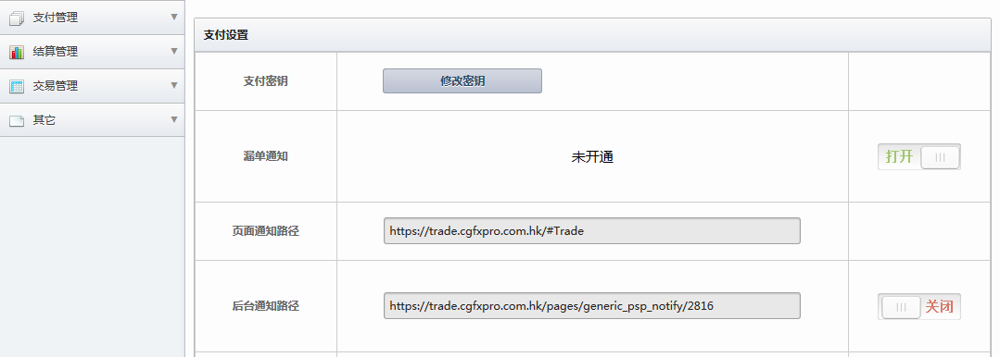 支付管理
结算管理
交易管理
其它
支付设置
支付密钥
修改密钥
漏单通知
未开通
打开
页面通知路径
https://trade.cgfxpro.com.hk/#Trade
后台通知路径
https://trade.cgfxpro.com.hk/pages/generic_psp_notify/2816
关闭